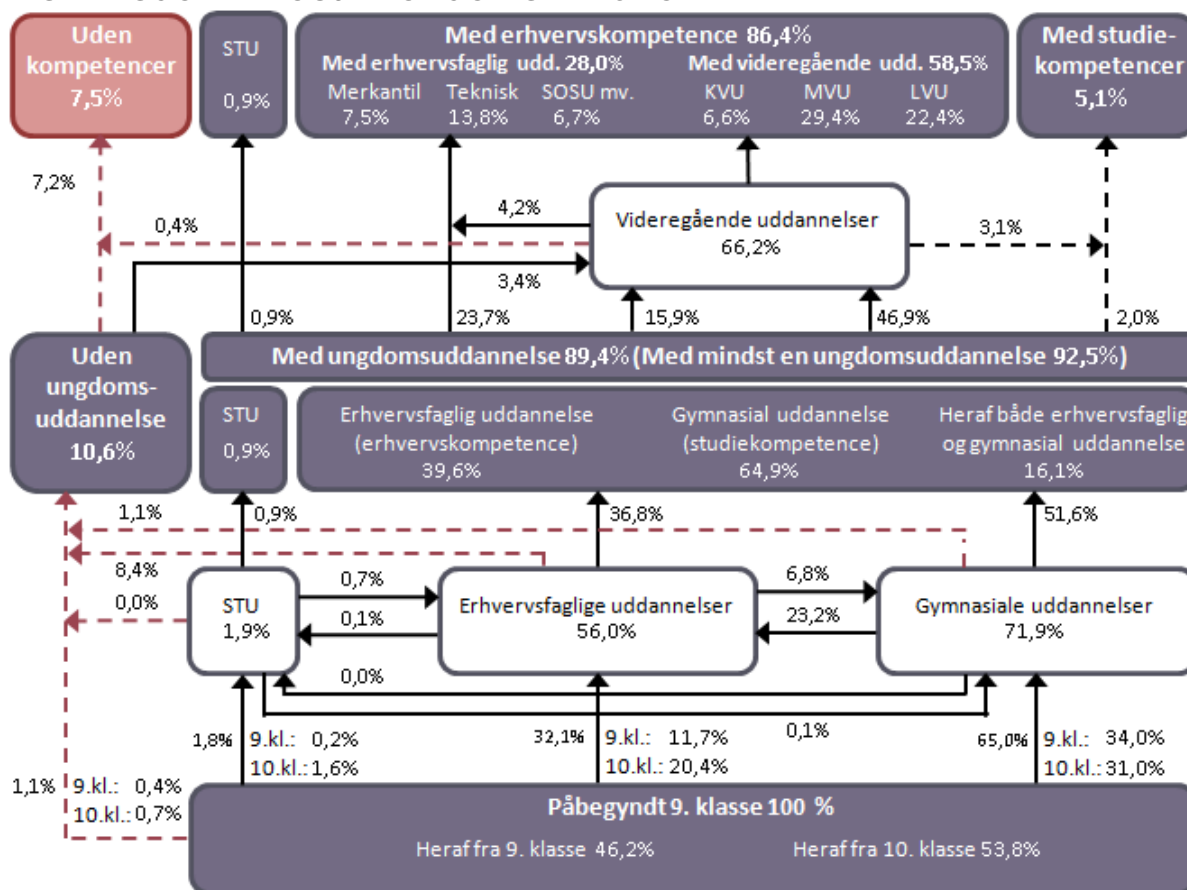 Uden
kompetencer
7,5%
STU
0,9%
Med erhvervskompetence 86,4%
Med erhvervsfaglig udd. 28,0%
Med videregående udd. 58,5%
Merkantil Teknisk SOSU mv.
7,5% 13,8% 6,7%
KVU MVU LVU
6,6% 29,4% 22,4%
Med studie-
kompetencer
5,1%
7,2%
0,4%
4,2%
Videregående uddannelser
66,2%
3,1%
3,4%
0,9%
23,7%
15,9%
46,9%
2,0%
Uden
ungdoms-
uddannelse
10,6%
Med ungdomsuddannelse 89,4% (Med mindst en ungdomsuddannelse 92,5%)
STU
0,9%
Erhvervsfaglig uddannelse
(erhvervskompetence)
39,6%
Gymnasial uddannelse
(studiekompetence)
64,9%
Heraf både erhvervsfaglig
og gymnasial uddannelse
16,1%
1,1%
0,9%
36,8%
51,6%
8,4%
0,0%
STU
1,9%
0,7%
0,1%
Erhvervsfaglige uddannelser
56,0%
6,8%
23,2%
Gymnasiale uddannelser
71,9%
0,0%
0,1%
1,8%
9.kl.: 0,2%
10.kl.: 1,6%
32,1%
9.kl.: 11,7%
10.kl.: 20,4%
65,0%
9.kl.: 34,0%
10.kl.: 31,0%
1,1%
9.kl.: 0,4%
10.kl.: 0,7%
Påbegyndt 9. klasse 100 %
Heraf fra 9. klasse 46,2%
Heraf fra 10. klasse 53,8%